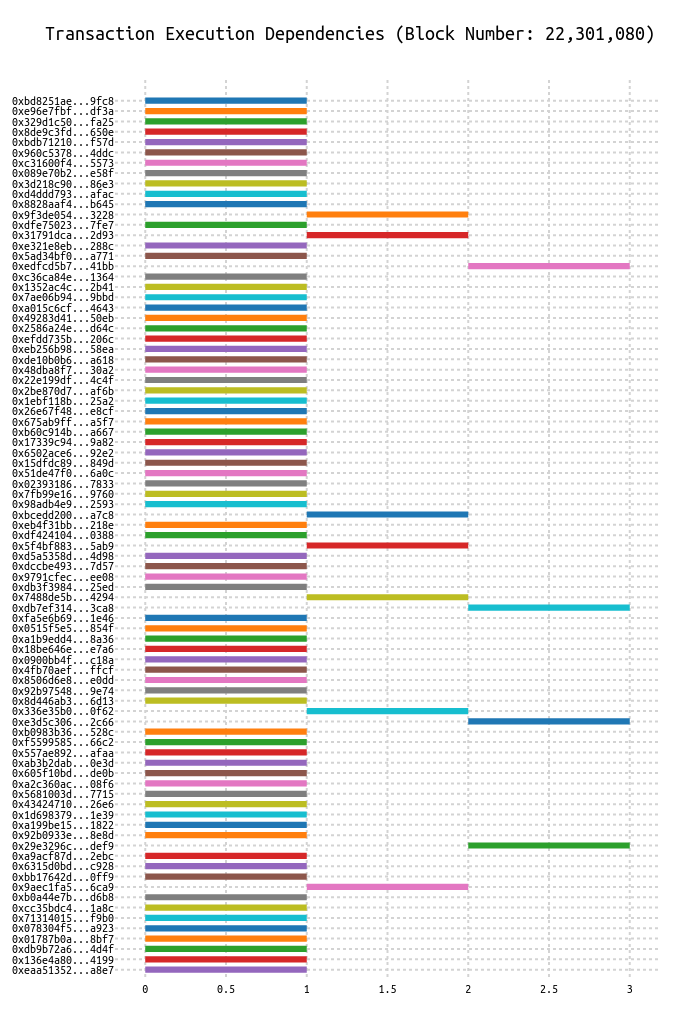 Transaction Execution Dependencies (Block Number: 22,301,080)
0xbd8251ae...9fc8
0xe96e7fbf...df3a
0x329d1c50...fa25
0x8de9c3fd...650e
0xbdb71210...f57d
0x960c5378...4ddc
0xc31600f4...5573
0x089e70b2...e58f
0x3d218c90...86e3
0xd4ddd793...afac
0x8828aaf4...b645
0x9f3de054...3228
0xdfe75023...7fe7
0x31791dca...2d93
0xe321e8eb...288c
0x5ad34bf0...a771
0xedfcd5b7...41bb
0xc36ca84e...1364
0x1352ac4c...2b41
0x7ae06b94...9bbd
0xa015c6cf...4643
0x49283d41...50eb
0x2586a24e...d64c
0xefdd735b...206c
0xeb256b98...58ea
0xde10b0b6...a618
0x48dba8f7...30a2
0x22e199df...4c4f
0x2be870d7...af6b
0x1ebf118b...25a2
0x26e67f48...e8cf
0x675ab9ff...a5f7
0xb60c914b...a667
0x17339c94...9a82
0x6502ace6...92e2
0x15dfdc89...849d
0x51de47f0...6a0c
0x02393186...7833
0x7fb99e16...9760
0x98adb4e9...2593
0xbcedd200...a7c8
0xeb4f31bb...218e
0xdf424104...0388
0x5f4bf883...5ab9
0xd5a5358d...4d98
0xdccbe493...7d57
0x9791cfec...ee08
0xdb3f3984...25ed
0x7488de5b...4294
0xdb7ef314...3ca8
0xfa5e6b69...1e46
0x0515f5e5...854f
0xa1b9edd4...8a36
0x18be646e...e7a6
0x0900bb4f...c18a
0x4fb70aef...ffcf
0x8506d6e8...e0dd
0x92b97548...9e74
0x8d446ab3...6d13
0x336e35b0...0f62
0xe3d5c306...2c66
0xb0983b36...528c
0xf5599585...66c2
0x557ae892...afaa
0xab3b2dab...0e3d
0x605f10bd...de0b
0xa2c360ac...08f6
0x5681003d...7715
0x43424710...26e6
0x1d698379...1e39
0xa199be15...1822
0x92b0933e...8e8d
0x29e3296c...def9
0xa9acf87d...2ebc
0x6315d0bd...c928
0xbb17642d...0ff9
0x9aec1fa5...6ca9
0xb0a44e7b...d6b8
0xcc35bdc4...1a8c
0x71314015...f9b0
0x078304f5...a923
0x01787b0a...8bf7
0xdb9b72a6...4d4f
0x136e4a80...4199
0xeaa51352...a8e7
0 0.5 1 1.5 2 2.5 3